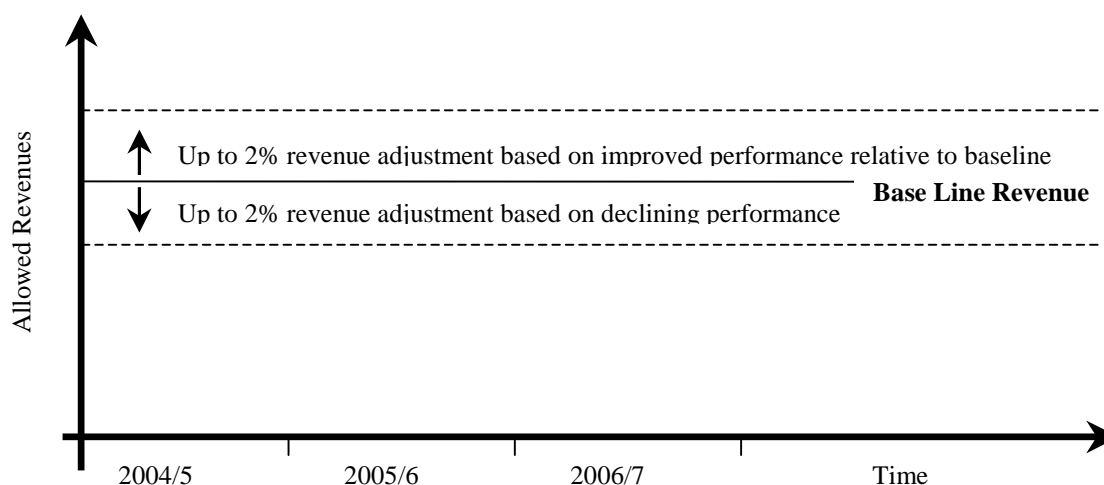 Allowed Revenues
Up to 2% revenue adjustment based on improved performance relative to baseline
Base Line Revenue
Up to 2% revenue adjustment based on declining performance
2004/5 2005/6 2006/7 Time